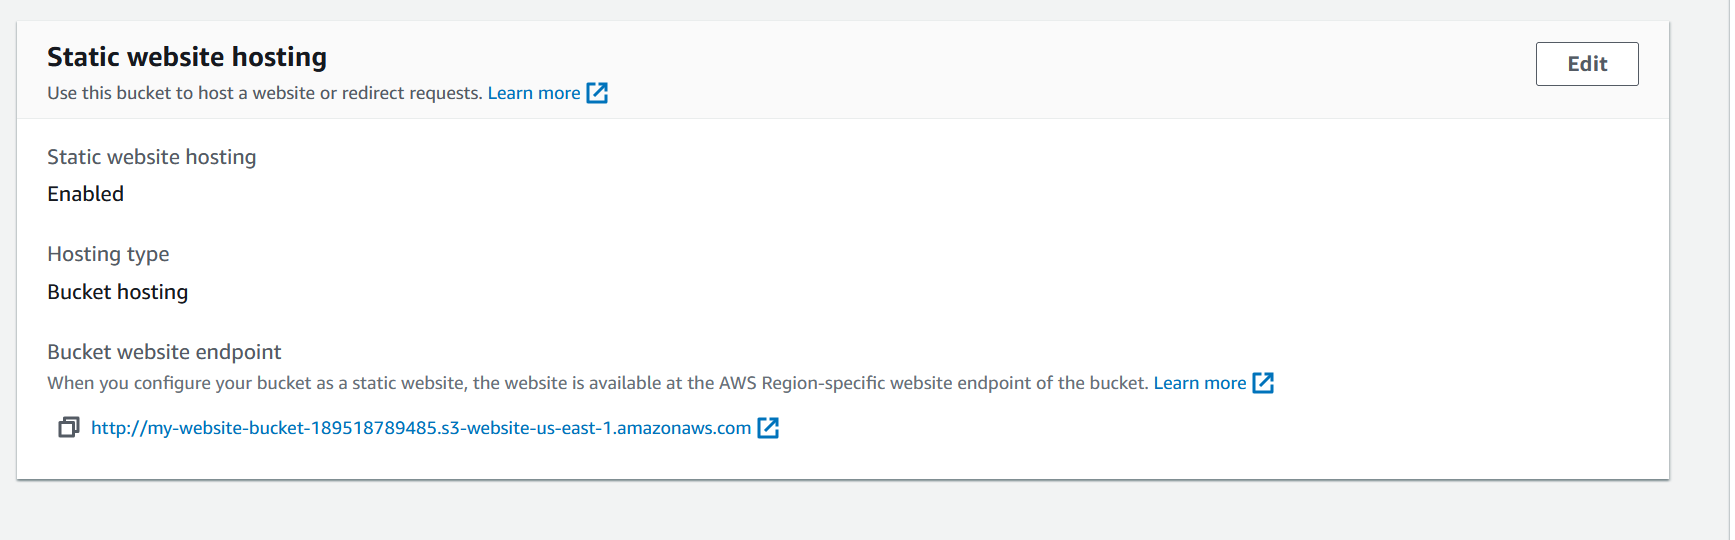 Static website hosting
Edit
Use this bucket to host a website or redirect requests. Learn more
Static website hosting
Enabled
Hosting type
Bucket hosting
Bucket website endpoint
When you configure your bucket as a static website, the website is available at the AWS Region-specific website endpoint of the bucket. Learn more
http://my-website-bucket-189518789485.s3-website-us-east-1.amazonaws.com